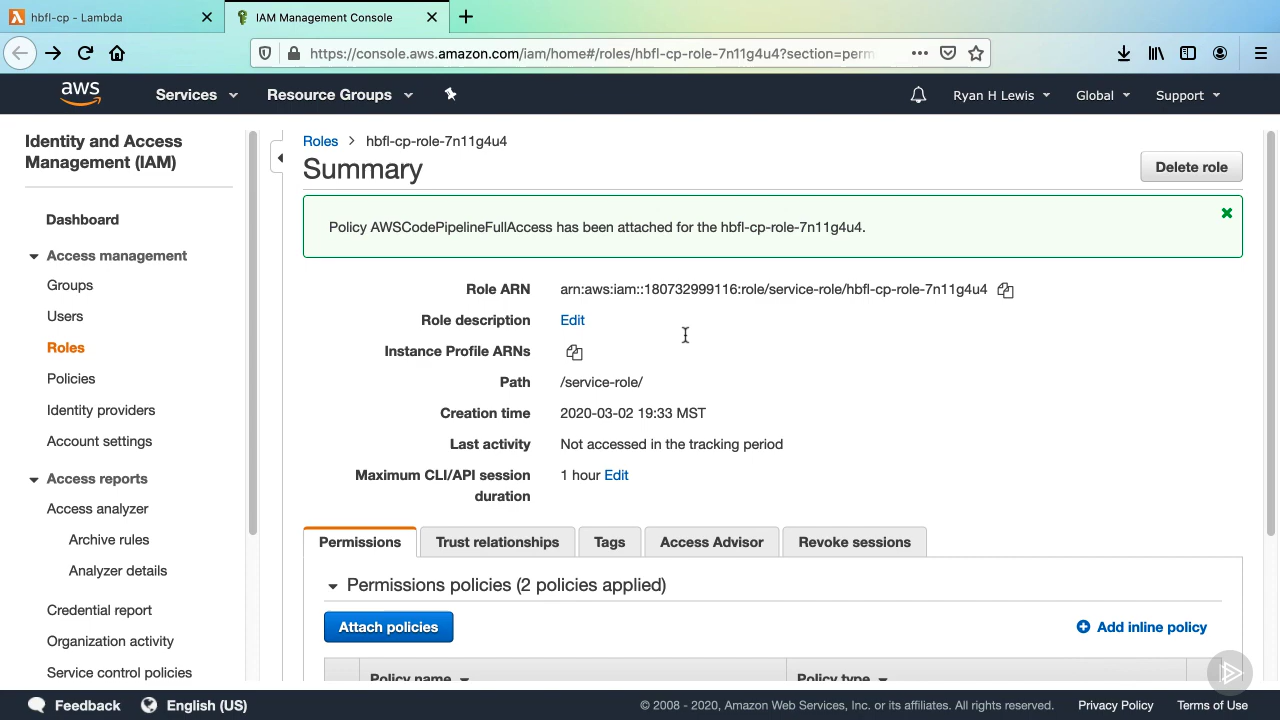 hbfl-cp - Lambda
IAM Management Console
https://console.aws.amazon.com/iam/home#/roles/hbfl-cp-role-7n11g4u4?section=perm
aws
Services
Resource Groups
Ryan H Lewis
Global
Support
Identity and Access
Management (IAM)
Dashboard
Access management
Groups
Users
Roles
Policies
Identity providers
Account settings
Access reports
Access analyzer
Archive rules
Analyzer details
Credential report
Organization activity
Service control policies
Roles > hbfl-cp-role-7n11g4u4
Summary
Delete role
Policy AWSCodePipelineFullAccess has been attached for the hbfl-cp-role-7n11g4u4.
Role ARN arn:aws:iam::180732999116:role/service-role/hbfl-cp-role-7n11g4u4
Role description Edit
Instance Profile ARNs
Path /service-role/
Creation time 2020-03-02 19:33 MST
Last activity Not accessed in the tracking period
Maximum CLI/API session 1 hour Edit
duration
Permissions
Trust relationships
Tags
Access Advisor
Revoke sessions
Permissions policies (2 policies applied)
Attach policies
Add inline policy
Policy name
Policy type
Feedback
English (US)
© 2008 - 2020, Amazon Web Services, Inc. or its affiliates. All rights reserved.
Privacy Policy
Terms of Use